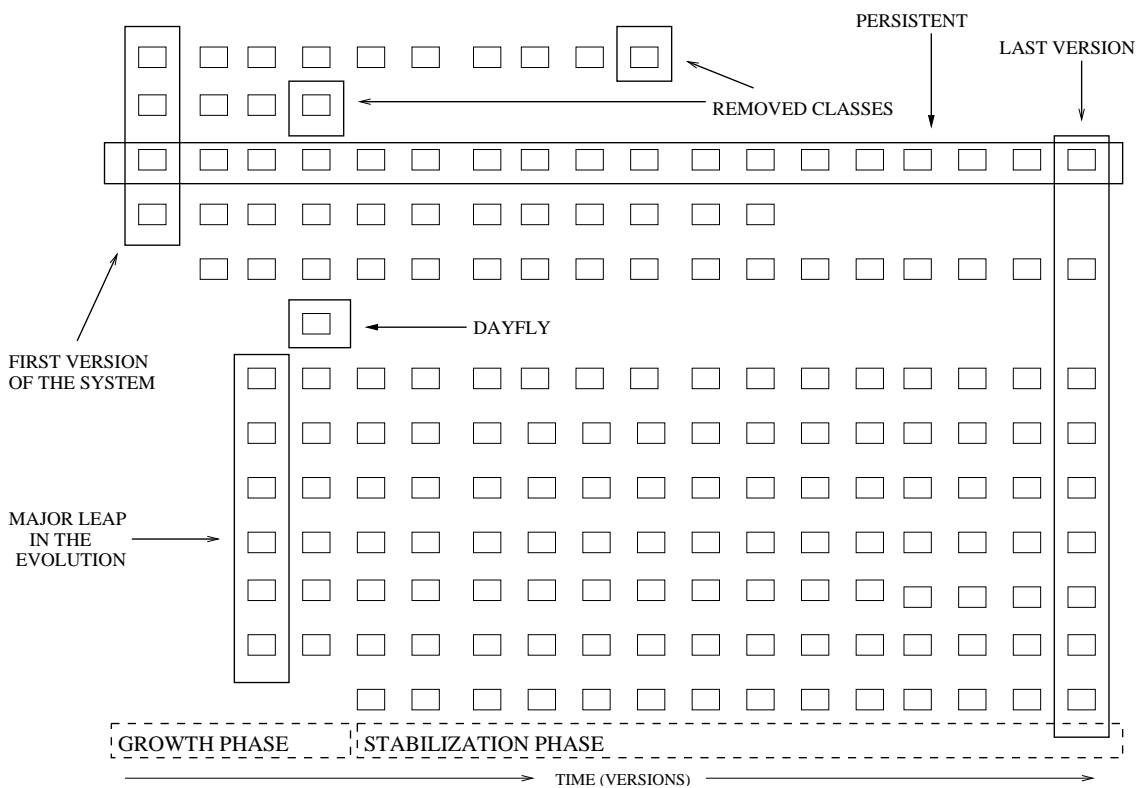 PERSISTENT
LAST VERSION
REMOVED CLASSES
DAYFLY
FIRST VERSION
OF THE SYSTEM
MAJOR LEAP
IN THE
EVOLUTION
GROWTH PHASE
STABILIZATION PHASE
TIME (VERSIONS)